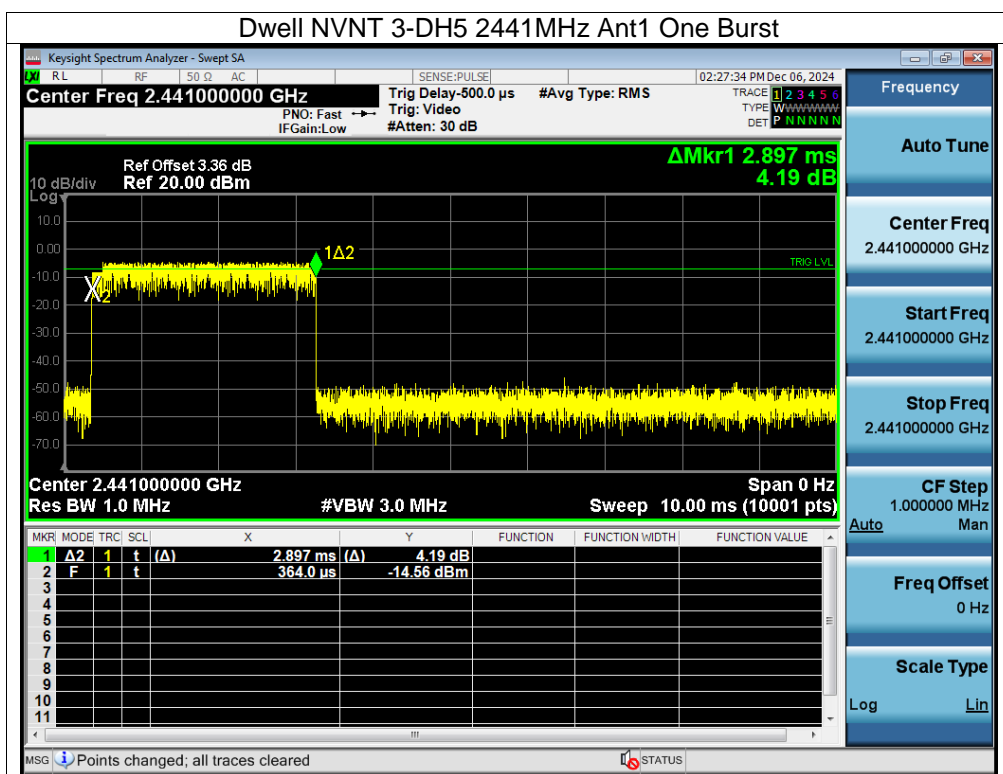 Dwell NVNT 3-DH5 2441MHz Ant1 One Burst
Keysight Spectrum Analyzer - Swept SA
LXI RL RF 50 Ω AC SENSE:PULSE 02:27:34 PM Dec 06, 2024
Center Freq 2.441000000 GHz
PNO: Fast
IFGain:Low
Trig Delay-500.0 µs
Trig: Video
#Atten: 30 dB
#Avg Type: RMS
TRACE 1 2 3 4 5 6
TYPE WWWWWWW
DET P N N N N N
ΔMkr1 2.897 ms
4.19 dB
Ref Offset 3.36 dB
10 dB/div Ref 20.00 dBm
Log
10.0
0.00
-10.0
-20.0
-30.0
-40.0
-50.0
-60.0
-70.0
1Δ2
TRIG LVL
X2
Center 2.441000000 GHz Span 0 Hz
Res BW 1.0 MHz #VBW 3.0 MHz Sweep 10.00 ms (10001 pts)
MKR MODE TRC SCL X Y FUNCTION FUNCTION WIDTH FUNCTION VALUE
1 Δ2 1 t (Δ) 2.897 ms (Δ) 4.19 dB
2 F 1 t 364.0 µs -14.56 dBm
3
4
5
6
7
8
9
10
11
MSG Points changed; all traces cleared STATUS
Frequency
Auto Tune
Center Freq
2.441000000 GHz
Start Freq
2.441000000 GHz
Stop Freq
2.441000000 GHz
CF Step
1.000000 MHz
Auto Man
Freq Offset
0 Hz
Scale Type
Log Lin